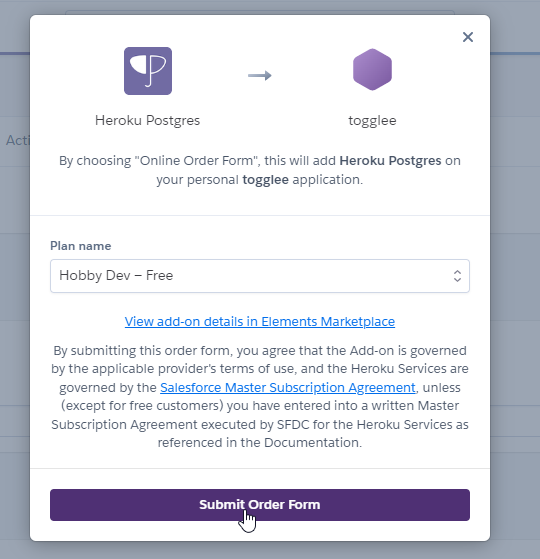 Heroku Postgres
togglee
By choosing "Online Order Form", this will add Heroku Postgres on
your personal togglee application.
Acti
Plan name
Hobby Dev – Free
View add-on details in Elements Marketplace
By submitting this order form, you agree that the Add-on is governed
by the applicable provider's terms of use, and the Heroku Services are
governed by the Salesforce Master Subscription Agreement, unless
(except for free customers) you have entered into a written Master
Subscription Agreement executed by SFDC for the Heroku Services as
referenced in the Documentation.
Submit Order Form